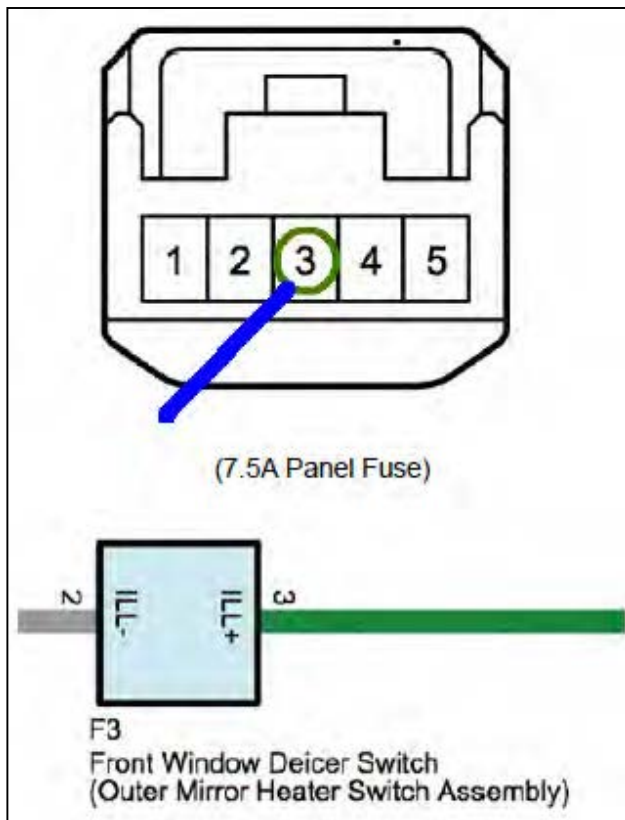 1 2 3 4 5
(7.5A Panel Fuse)
2 ILL- ILL+ 3
F3
Front Window Deicer Switch
(Outer Mirror Heater Switch Assembly)